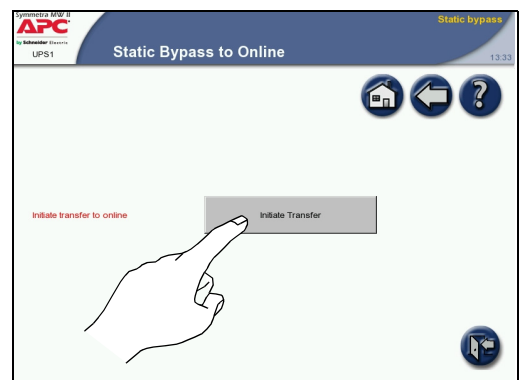 Symmetra MW II
APC
by Schneider Electric
UPS1
Static Bypass to Online
Static bypass
13:33
?
Initiate transfer to online
Initiate Transfer